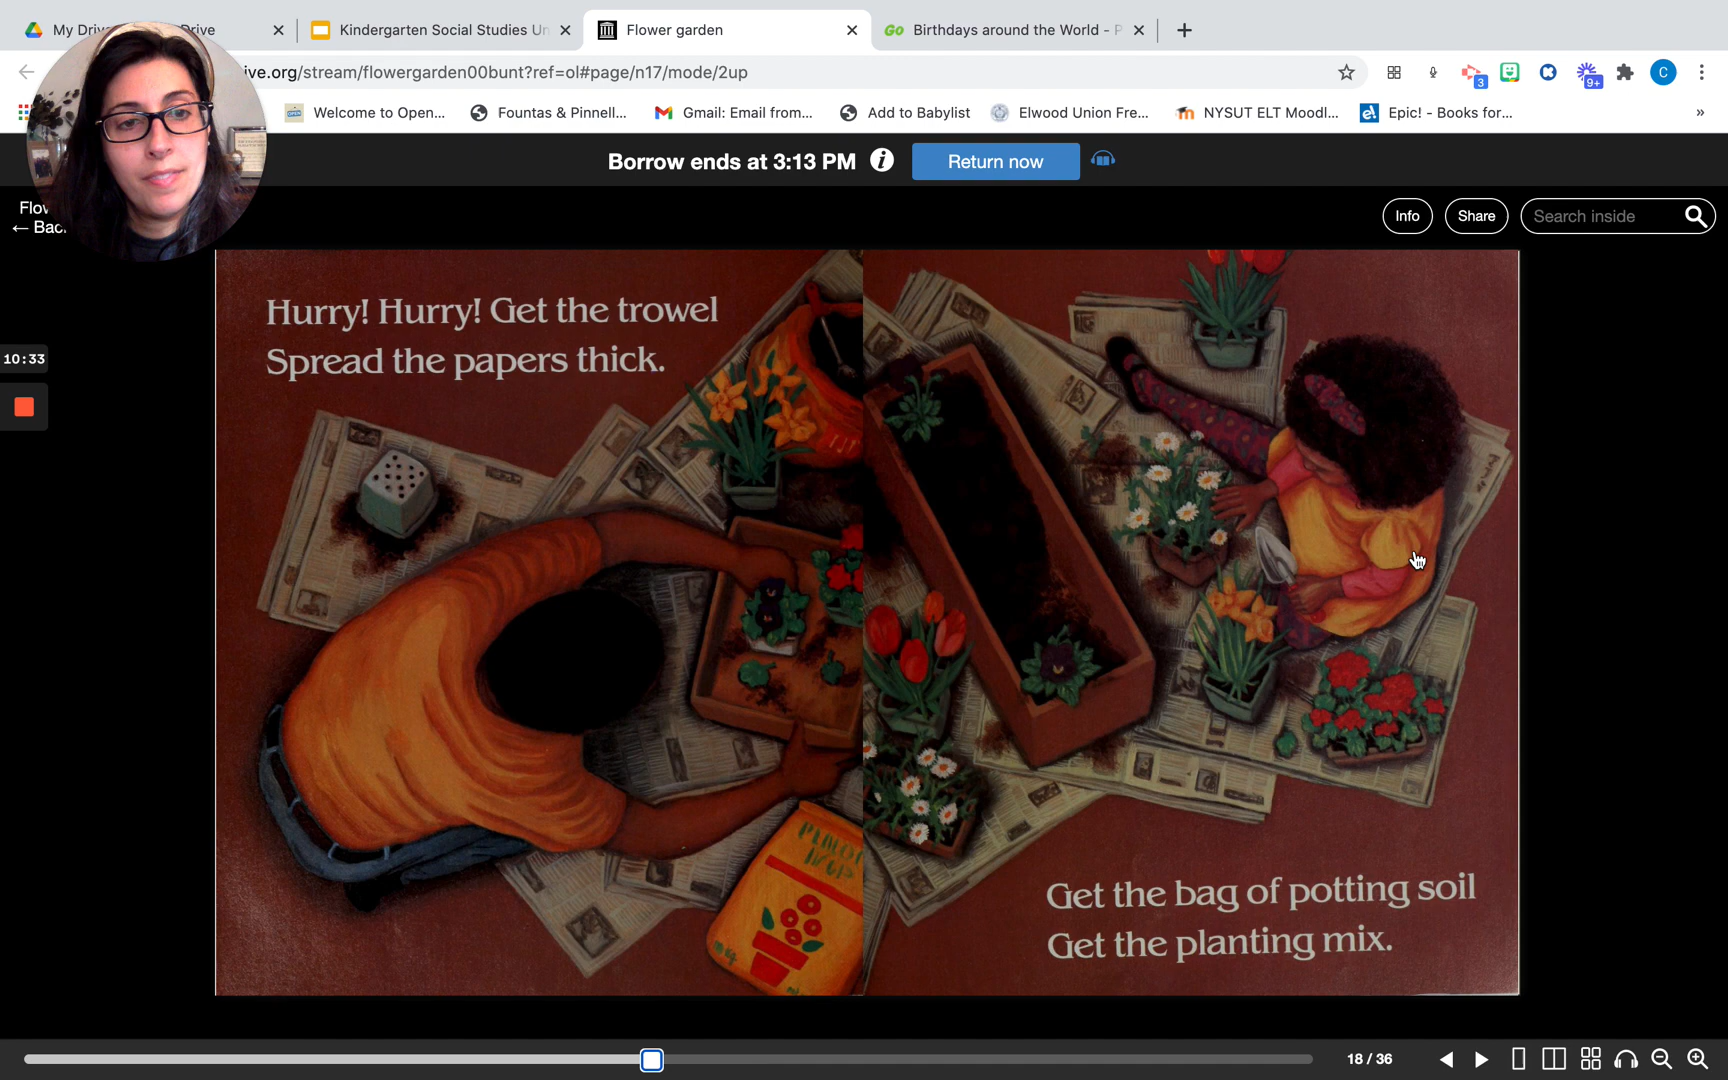 My Driv
Drive
Kindergarten Social Studies Un
Flower garden
GO Birthdays around the World - P
ive.org/stream/flowergarden00bunt?ref=ol#page/n17/mode/2up
3
9+
C
Welcome to Open...
Fountas & Pinnell...
Gmail: Email from...
Add to Babylist
Elwood Union Fre...
NYSUT ELT Moodl...
Epic! - Books for...
»
Borrow ends at 3:13 PM
Return now
Flow
← Bac
Info
Share
Search inside
10:33
Hurry! Hurry! Get the trowel
Spread the papers thick.
Get the bag of potting soil
Get the planting mix.
18 / 36